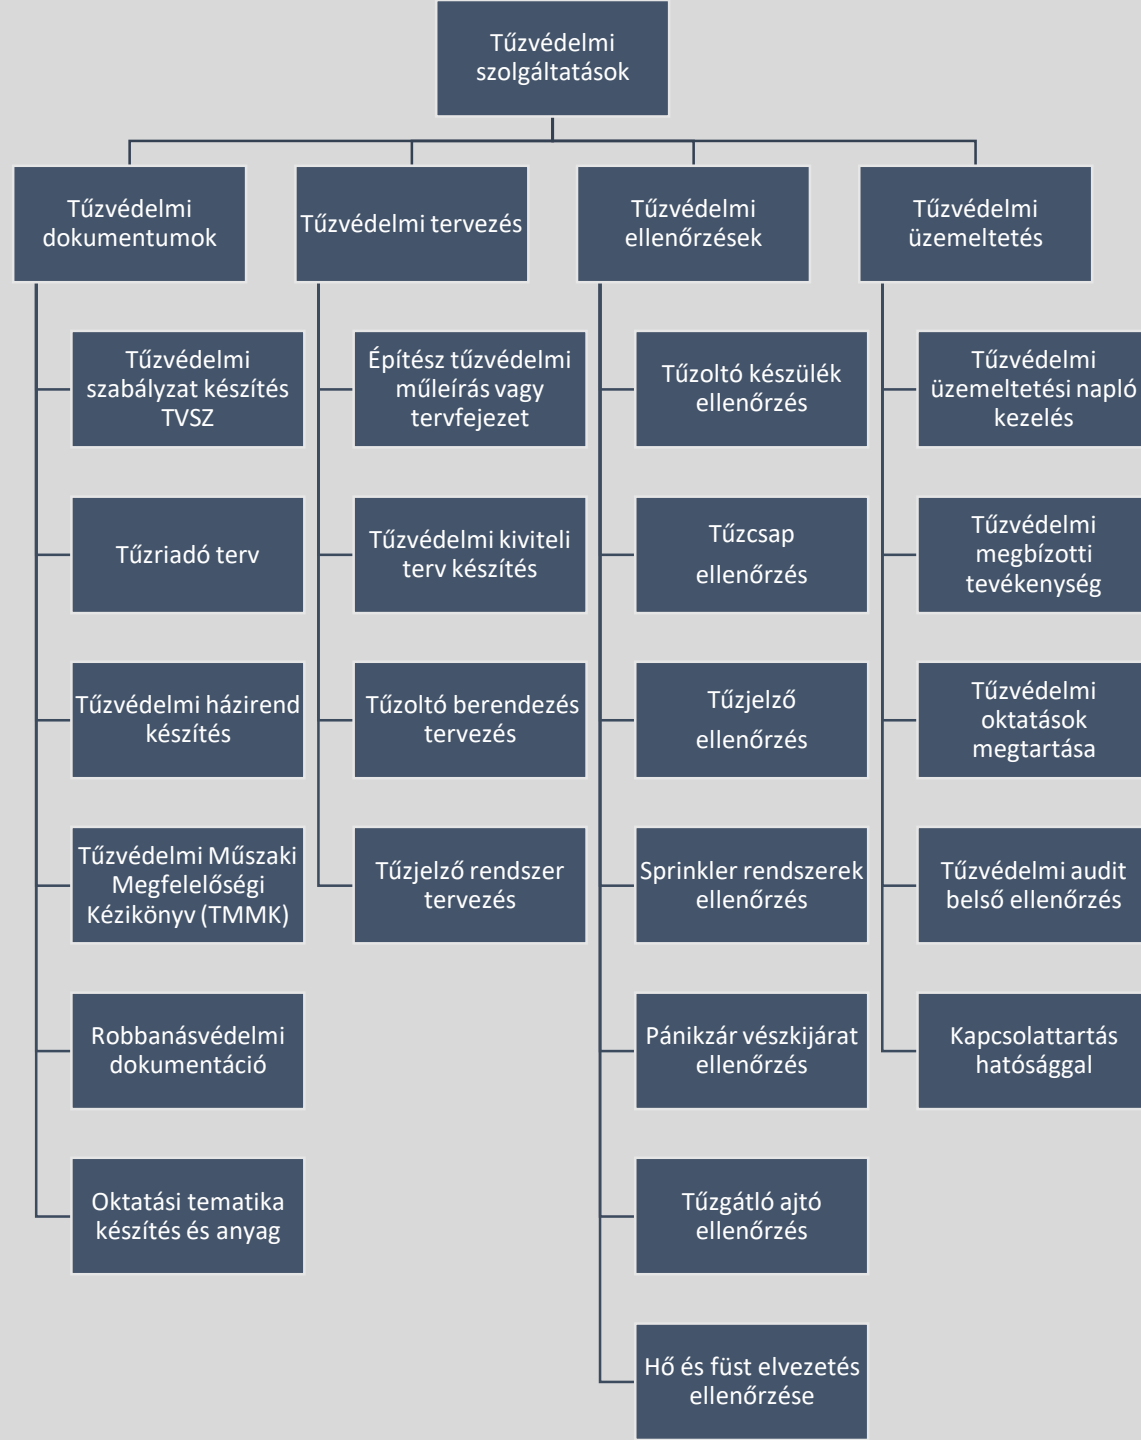 Tűzvédelmi
szolgáltatások
Tűzvédelmi
dokumentumok
Tűzvédelmi
szabályzat készítés
TVSZ
Tűzriadó terv
Tűzvédelmi házirend
készítés
Tűzvédelmi Műszaki
Megfelelőségi
Kézikönyv (TMMK)
Robbanásvédelmi
dokumentáció
Oktatási tematika
készítés és anyag
Tűzvédelmi tervezés
Építész tűzvédelmi
műleírás vagy
tervfejezet
Tűzvédelmi kiviteli
terv készítés
Tűzoltó berendezés
tervezés
Tűzjelző rendszer
tervezés
Tűzvédelmi
ellenőrzések
Tűzoltó készülék
ellenőrzés
Tűzcsap
ellenőrzés
Tűzjelző
ellenőrzés
Sprinkler rendszerek
ellenőrzés
Pánikzár vészkijárat
ellenőrzés
Tűzgátló ajtó
ellenőrzés
Hő és füst elvezetés
ellenőrzése
Tűzvédelmi
üzemeltetés
Tűzvédelmi
üzemeltetési napló
kezelés
Tűzvédelmi
megbízotti
tevékenység
Tűzvédelmi
oktatások
megtartása
Tűzvédelmi audit
belső ellenőrzés
Kapcsolattartás
hatósággal